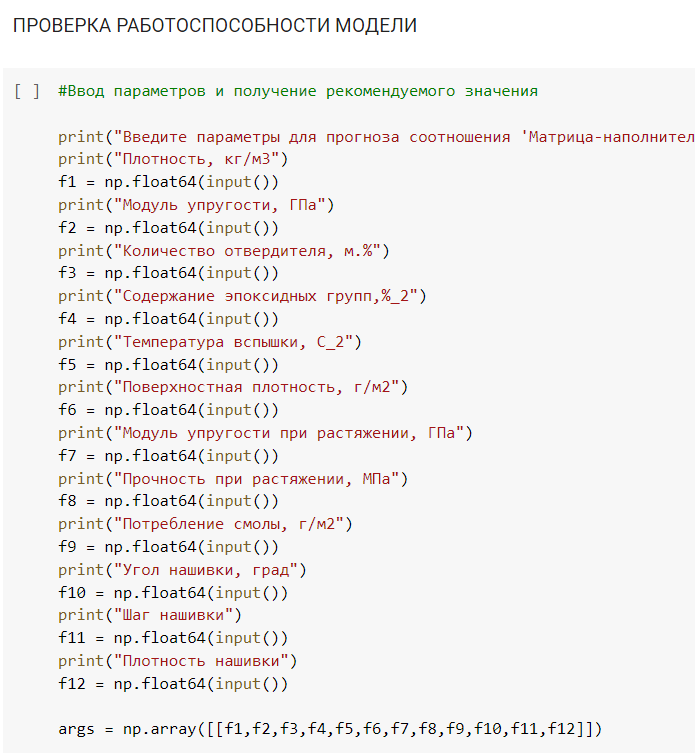 ПРОВЕРКА РАБОТОСПОСОБНОСТИ МОДЕЛИ
[ ] #Ввод параметров и получение рекомендуемого значения
print("Введите параметры для прогноза соотношения 'Матрица-наполнител
print("Плотность, кг/м3")
f1 = np.float64(input())
print("Модуль упругости, ГПа")
f2 = np.float64(input())
print("Количество отвердителя, м.%")
f3 = np.float64(input())
print("Содержание эпоксидных групп,%_2")
f4 = np.float64(input())
print("Температура вспышки, С_2")
f5 = np.float64(input())
print("Поверхностная плотность, г/м2")
f6 = np.float64(input())
print("Модуль упругости при растяжении, ГПа")
f7 = np.float64(input())
print("Прочность при растяжении, МПа")
f8 = np.float64(input())
print("Потребление смолы, г/м2")
f9 = np.float64(input())
print("Угол нашивки, град")
f10 = np.float64(input())
print("Шаг нашивки")
f11 = np.float64(input())
print("Плотность нашивки")
f12 = np.float64(input())
args = np.array([[f1,f2,f3,f4,f5,f6,f7,f8,f9,f10,f11,f12]])